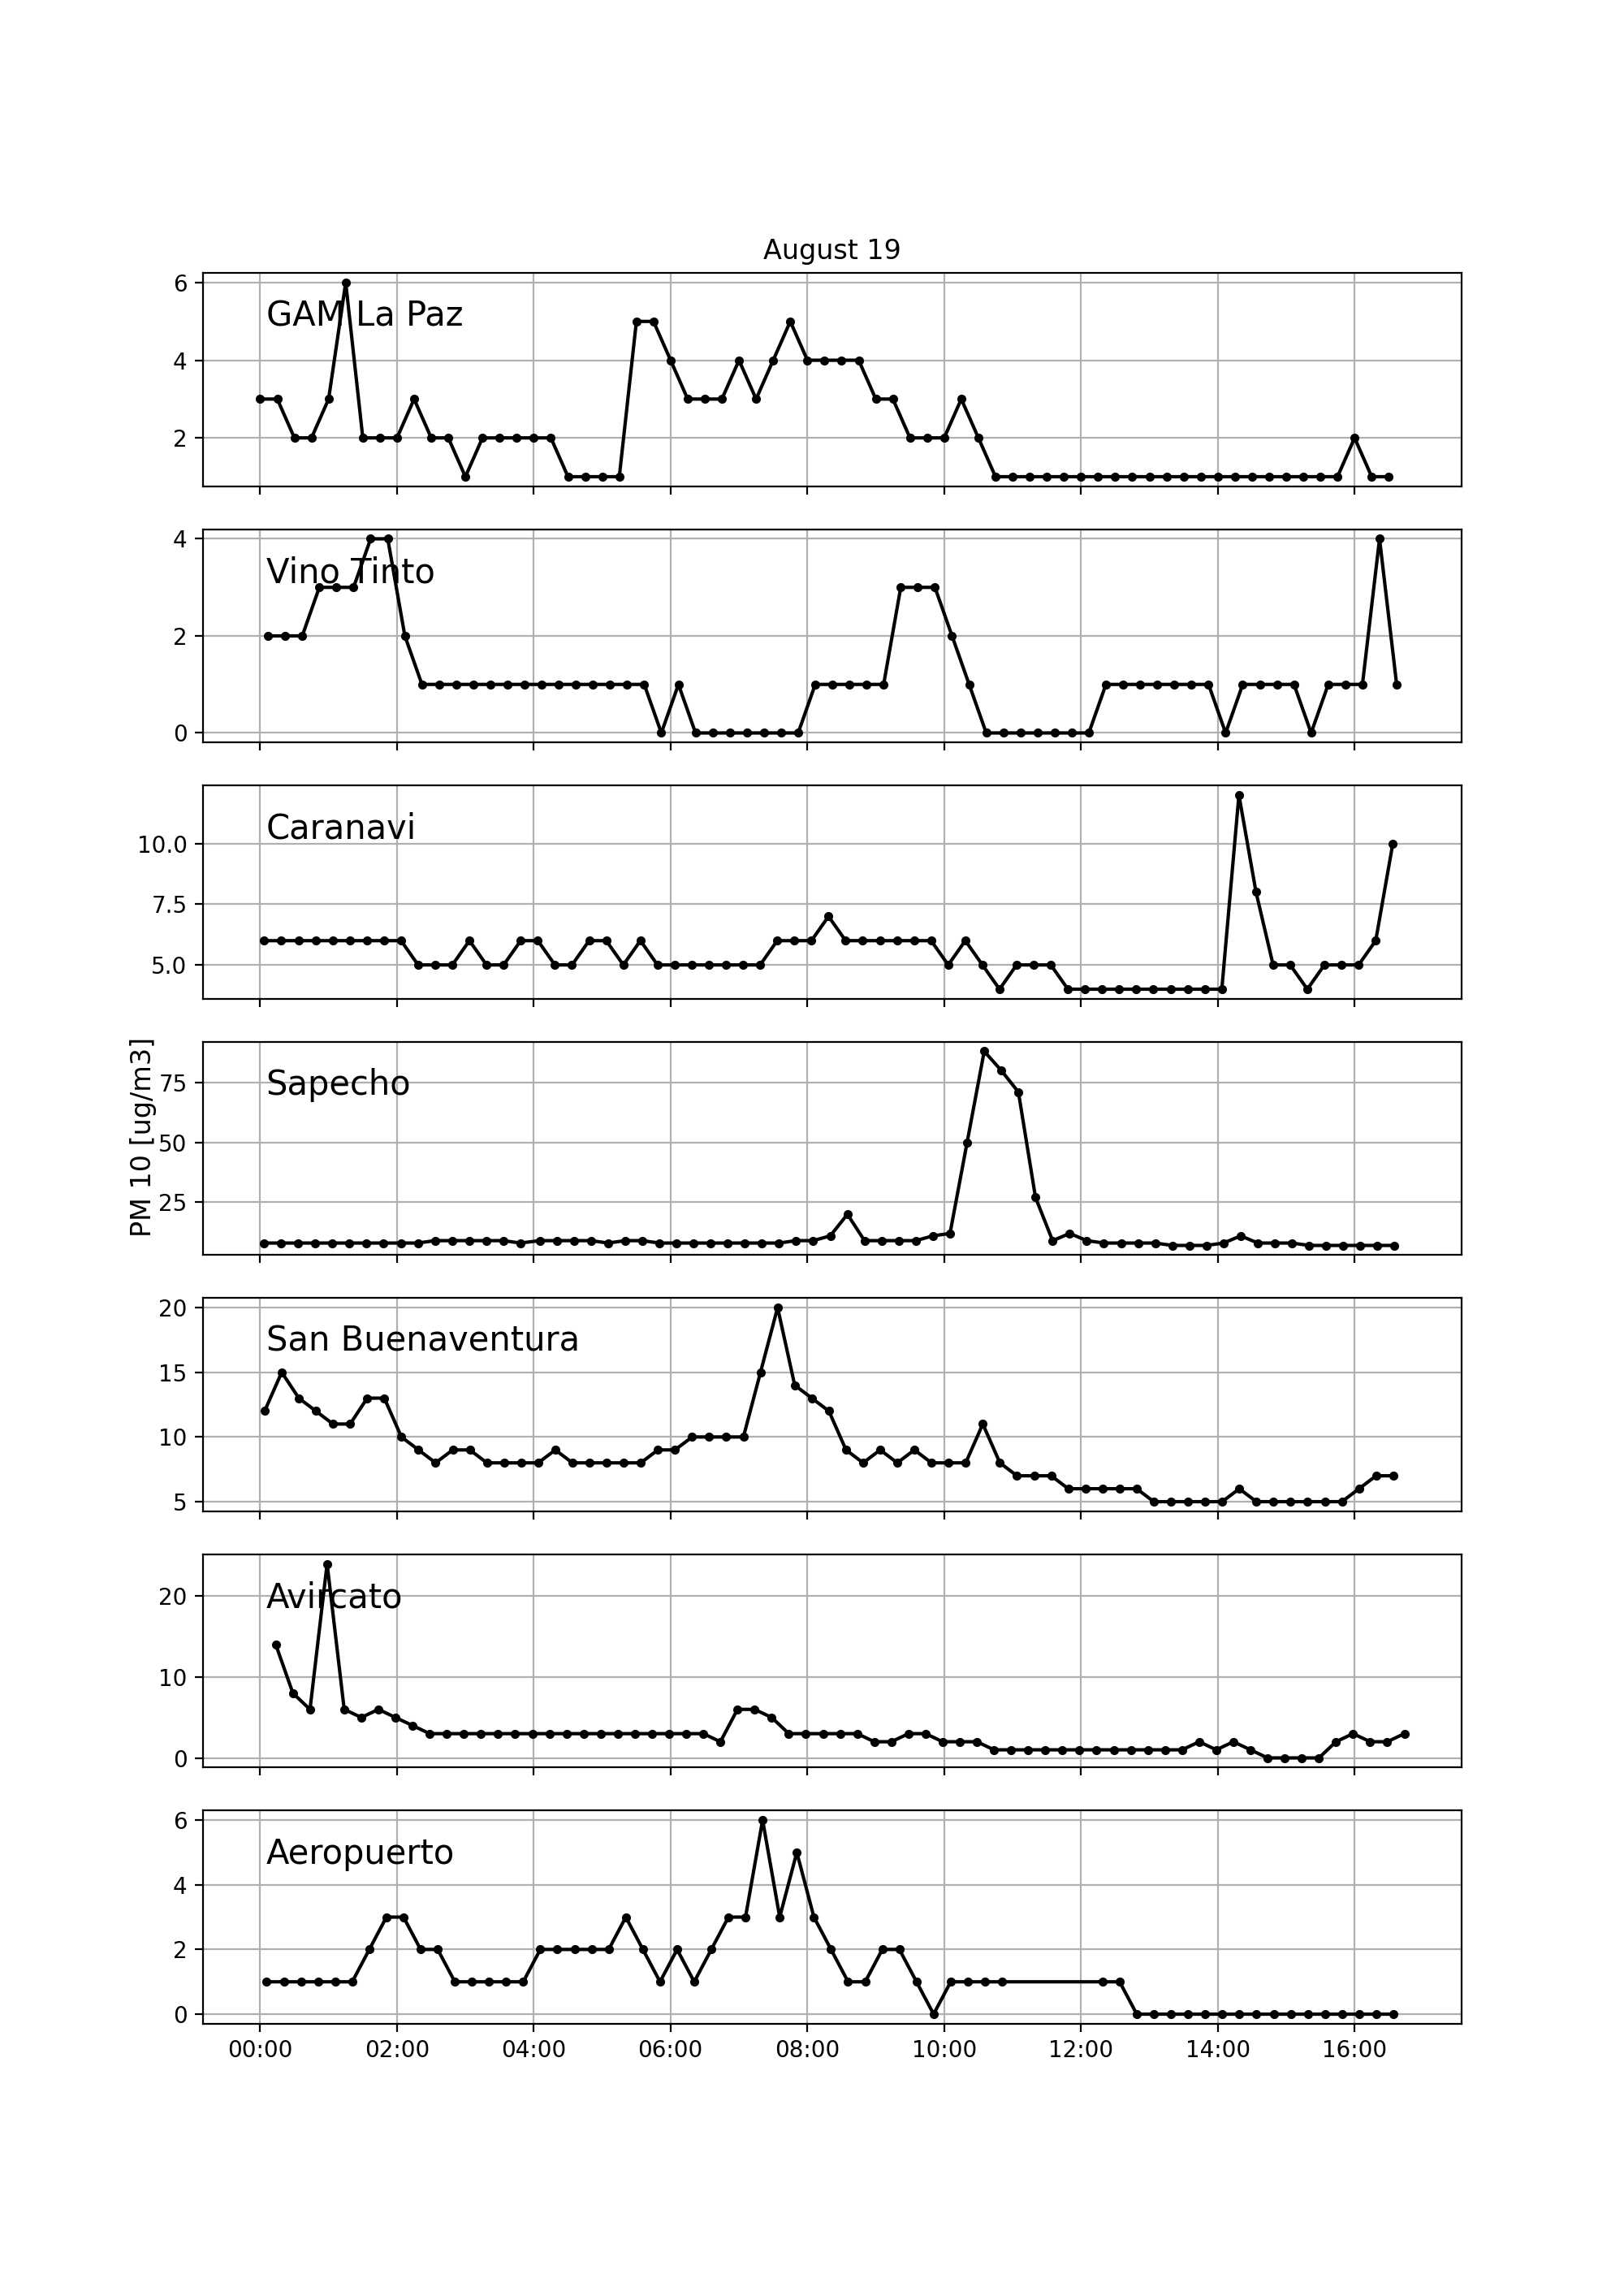 August 19
6
GAM La Paz
4
2
4
Vino Tinto
2
0
Caranavi
10.0
7.5
5.0
PM 10 [ug/m3]
Sapecho
75
50
25
20
San Buenaventura
15
10
5
Avircato
20
10
0
6
Aeropuerto
4
2
0
00:00 02:00 04:00 06:00 08:00 10:00 12:00 14:00 16:00